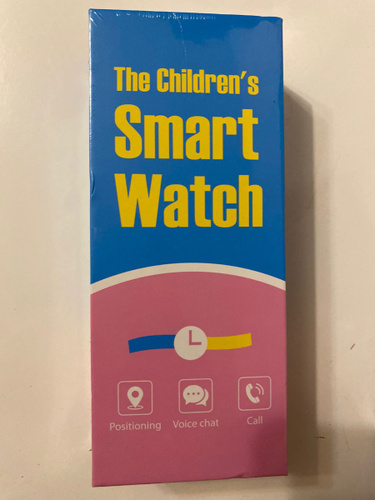 The Children's
Smart
Watch
Positioning Voice chat Call